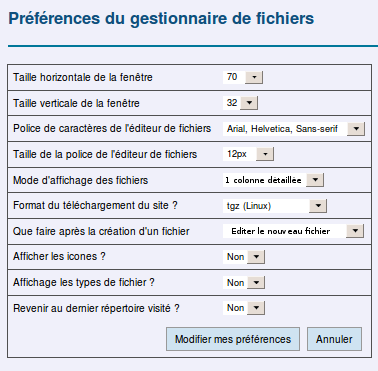 Préférences du gestionnaire de fichiers
Taille horizontale de la fenêtre 70
Taille verticale de la fenêtre 32
Police de caractères de l'éditeur de fichiers Arial, Helvetica, Sans-serif
Taille de la police de l'éditeur de fichiers 12px
Mode d'affichage des fichiers 1 colonne détaillée
Format du téléchargement du site ? tgz (Linux)
Que faire après la création d'un fichier Editer le nouveau fichier
Afficher les icones ? Non
Affichage les types de fichier ? Non
Revenir au dernier répertoire visité ? Non
Modifier mes préférences Annuler